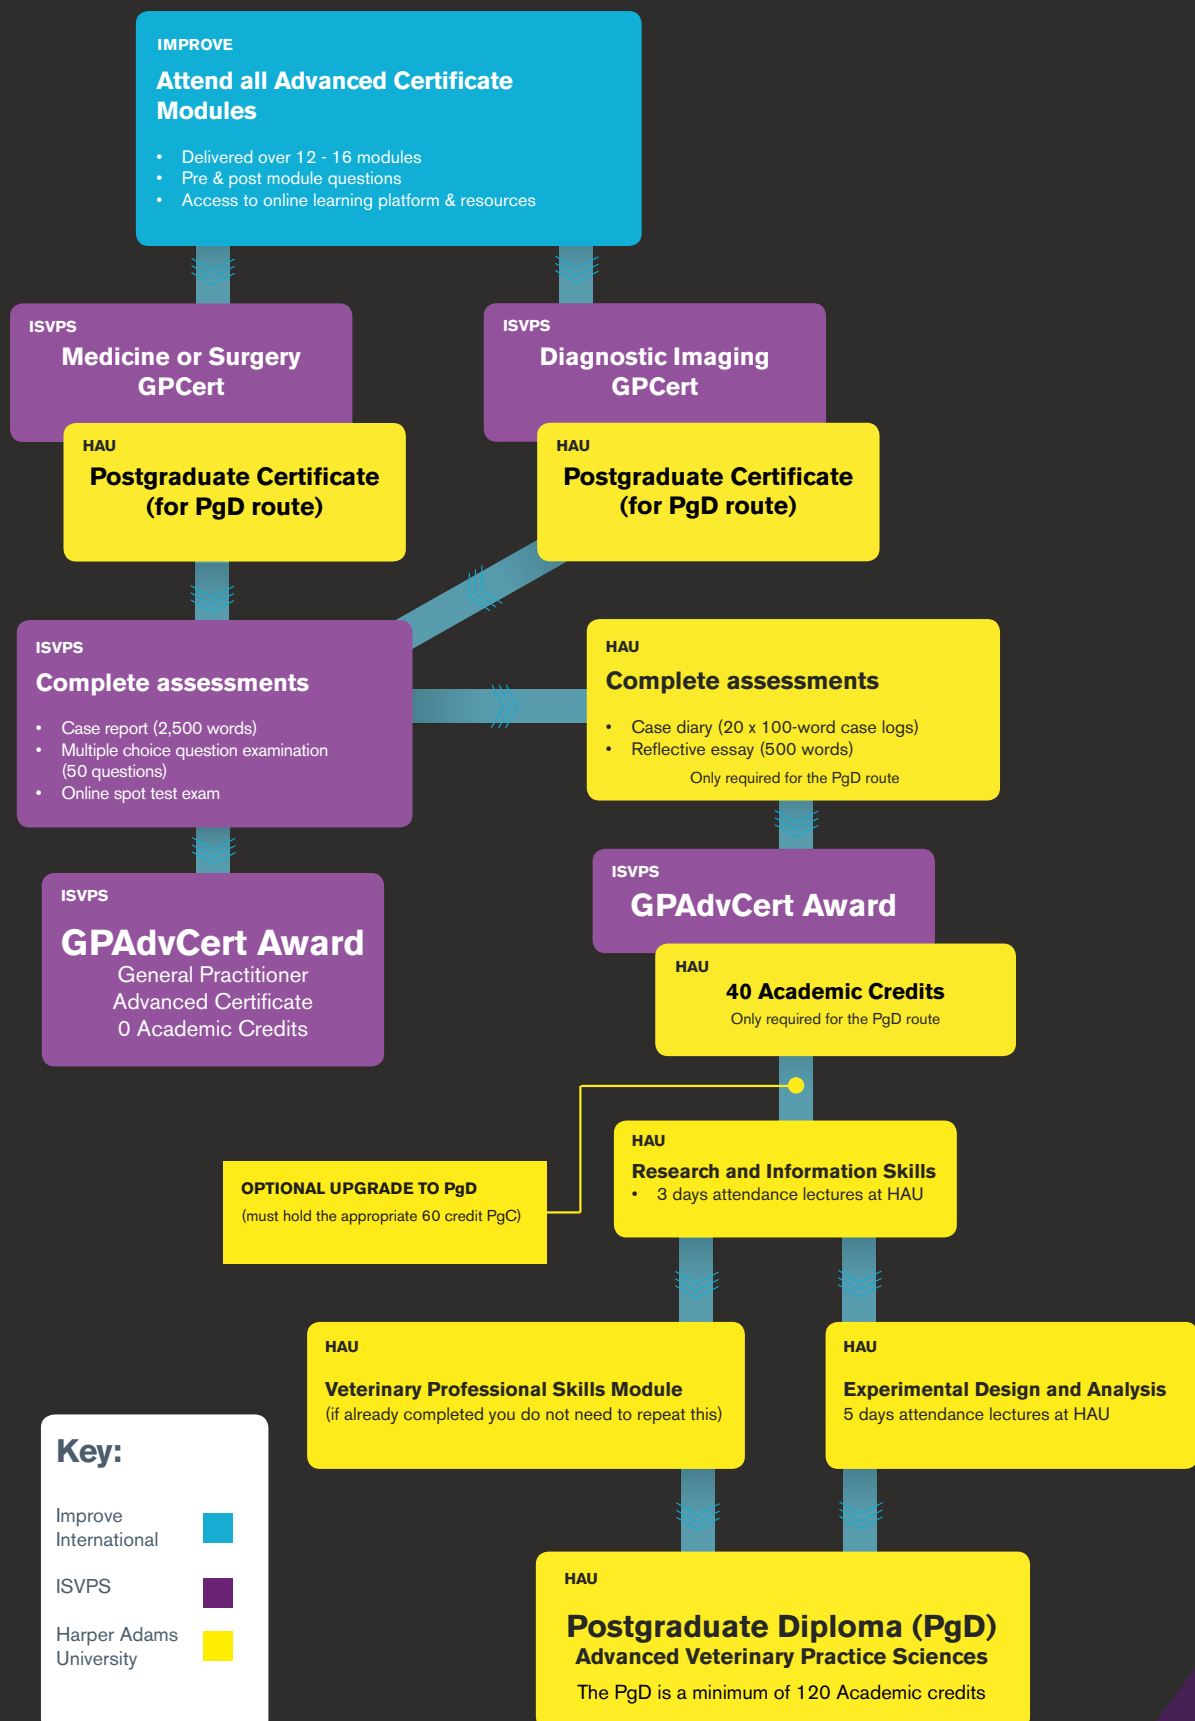 IMPROVE
Attend all Advanced Certificate
Modules
• Delivered over 12 - 16 modules
• Pre & post module questions
• Access to online learning platform & resources
ISVPS
Medicine or Surgery
GPCert
HAU
Postgraduate Certificate
(for PgD route)
ISVPS
Diagnostic Imaging
GPCert
HAU
Postgraduate Certificate
(for PgD route)
ISVPS
Complete assessments
• Case report (2,500 words)
• Multiple choice question examination
(50 questions)
• Online spot test exam
HAU
Complete assessments
• Case diary (20 x 100-word case logs)
• Reflective essay (500 words)
Only required for the PgD route
ISVPS
GPAdvCert Award
General Practitioner
Advanced Certificate
0 Academic Credits
ISVPS
GPAdvCert Award
HAU
40 Academic Credits
Only required for the PgD route
HAU
Research and Information Skills
• 3 days attendance lectures at HAU
OPTIONAL UPGRADE TO PgD
(must hold the appropriate 60 credit PgC)
HAU
Veterinary Professional Skills Module
(if already completed you do not need to repeat this)
HAU
Experimental Design and Analysis
5 days attendance lectures at HAU
Key:
Improve
International
ISVPS
Harper Adams
University
HAU
Postgraduate Diploma (PgD)
Advanced Veterinary Practice Sciences
The PgD is a minimum of 120 Academic credits